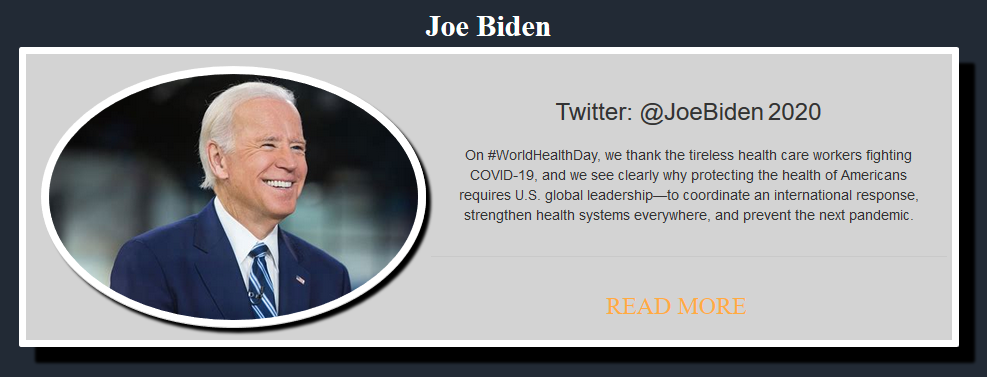 Joe Biden
Twitter: @JoeBiden 2020
On #WorldHealthDay, we thank the tireless health care workers fighting
COVID-19, and we see clearly why protecting the health of Americans
requires U.S. global leadership—to coordinate an international response,
strengthen health systems everywhere, and prevent the next pandemic.
READ MORE